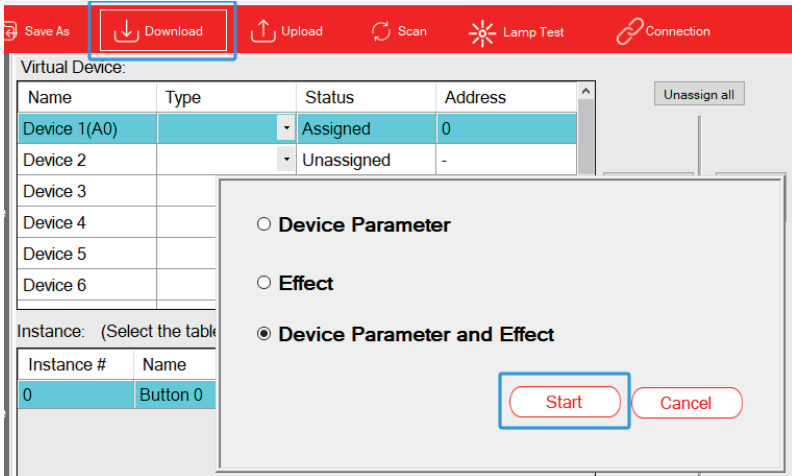 Save As Download Upload Scan Lamp Test Connection
Virtual Device:
Name Type Status Address
Unassign all
Device 1(A0) Assigned 0
Device 2 Unassigned -
Device 3
Device 4
Device 5
Device 6
Device Parameter
Effect
Device Parameter and Effect
Start Cancel
Instance: (Select the table
Instance # Name
0 Button 0